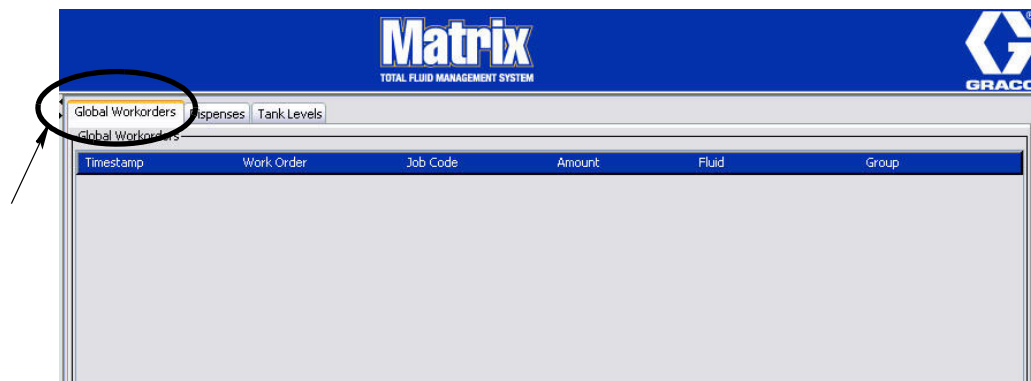 Matrix
TOTAL FLUID MANAGEMENT SYSTEM
GRACO
Global Workorders Dispenses Tank Levels
Global Workorders
Timestamp Work Order Job Code Amount Fluid Group